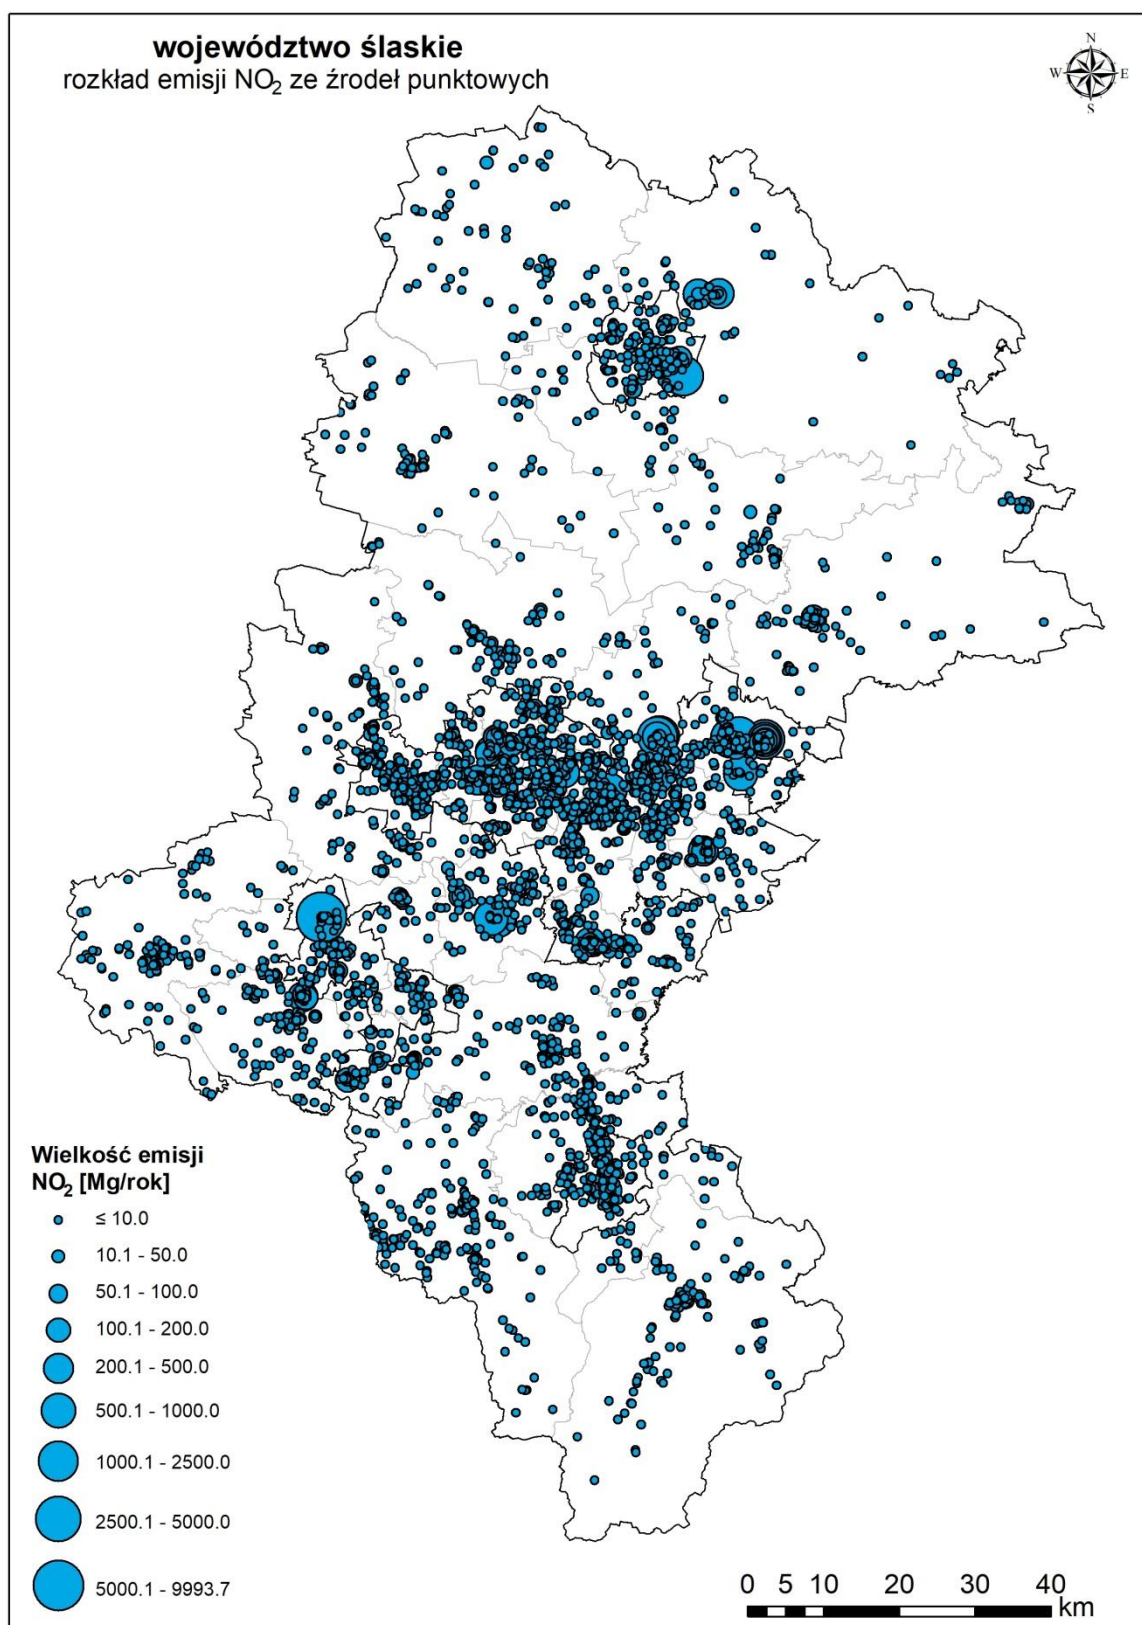 województwo ślaskie
rozkład emisji NO₂ ze źrodeł punktowych
N
W E
S
Wielkość emisji
NO₂ [Mg/rok]
≤ 10.0
10.1 - 50.0
50.1 - 100.0
100.1 - 200.0
200.1 - 500.0
500.1 - 1000.0
1000.1 - 2500.0
2500.1 - 5000.0
5000.1 - 9993.7
0 5 10 20 30 40
km